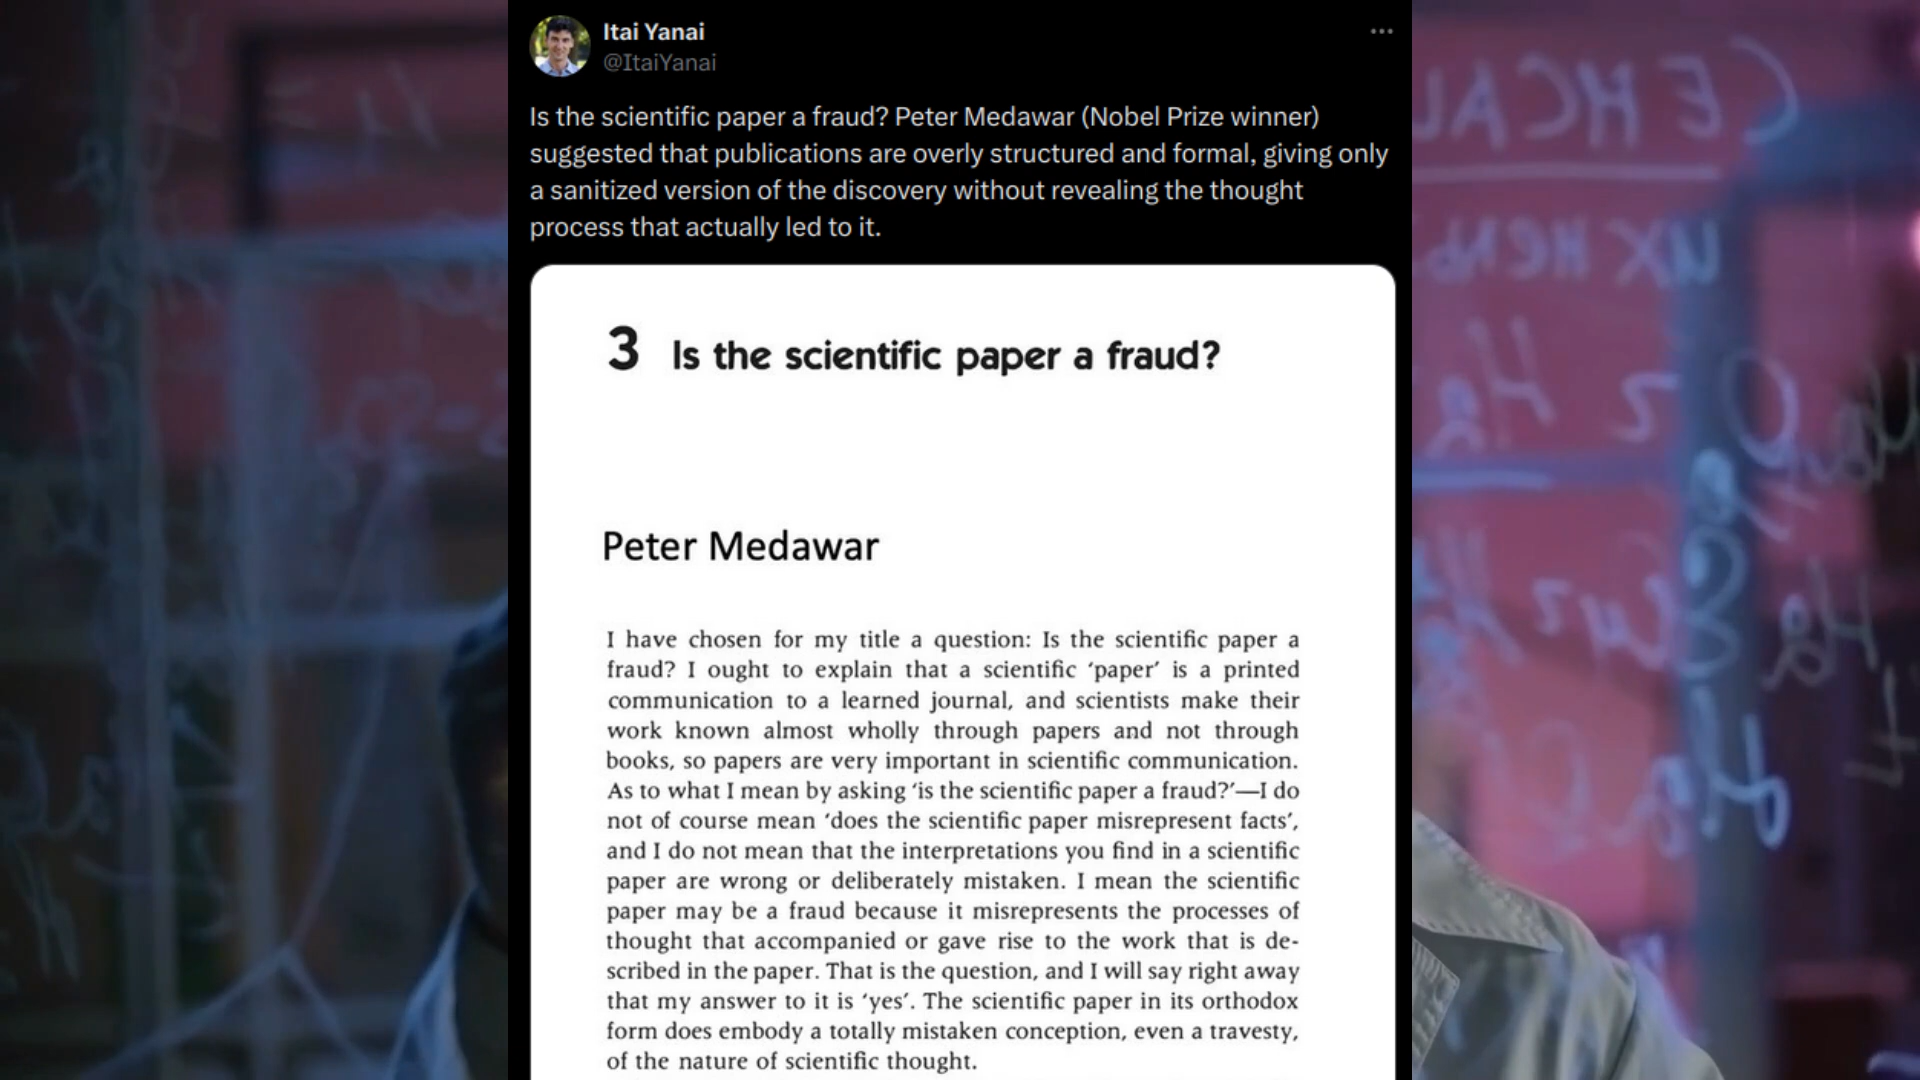 Itai Yanai
@ItaiYanai
Is the scientific paper a fraud? Peter Medawar (Nobel Prize winner)
suggested that publications are overly structured and formal, giving only
a sanitized version of the discovery without revealing the thought
process that actually led to it.
3 Is the scientific paper a fraud?
Peter Medawar
I have chosen for my title a question: Is the scientific paper a
fraud? I ought to explain that a scientific ‘paper’ is a printed
communication to a learned journal, and scientists make their
work known almost wholly through papers and not through
books, so papers are very important in scientific communication.
As to what I mean by asking ‘is the scientific paper a fraud?’—I do
not of course mean ‘does the scientific paper misrepresent facts’,
and I do not mean that the interpretations you find in a scientific
paper are wrong or deliberately mistaken. I mean the scientific
paper may be a fraud because it misrepresents the processes of
thought that accompanied or gave rise to the work that is de-
scribed in the paper. That is the question, and I will say right away
that my answer to it is ‘yes’. The scientific paper in its orthodox
form does embody a totally mistaken conception, even a travesty,
of the nature of scientific thought.